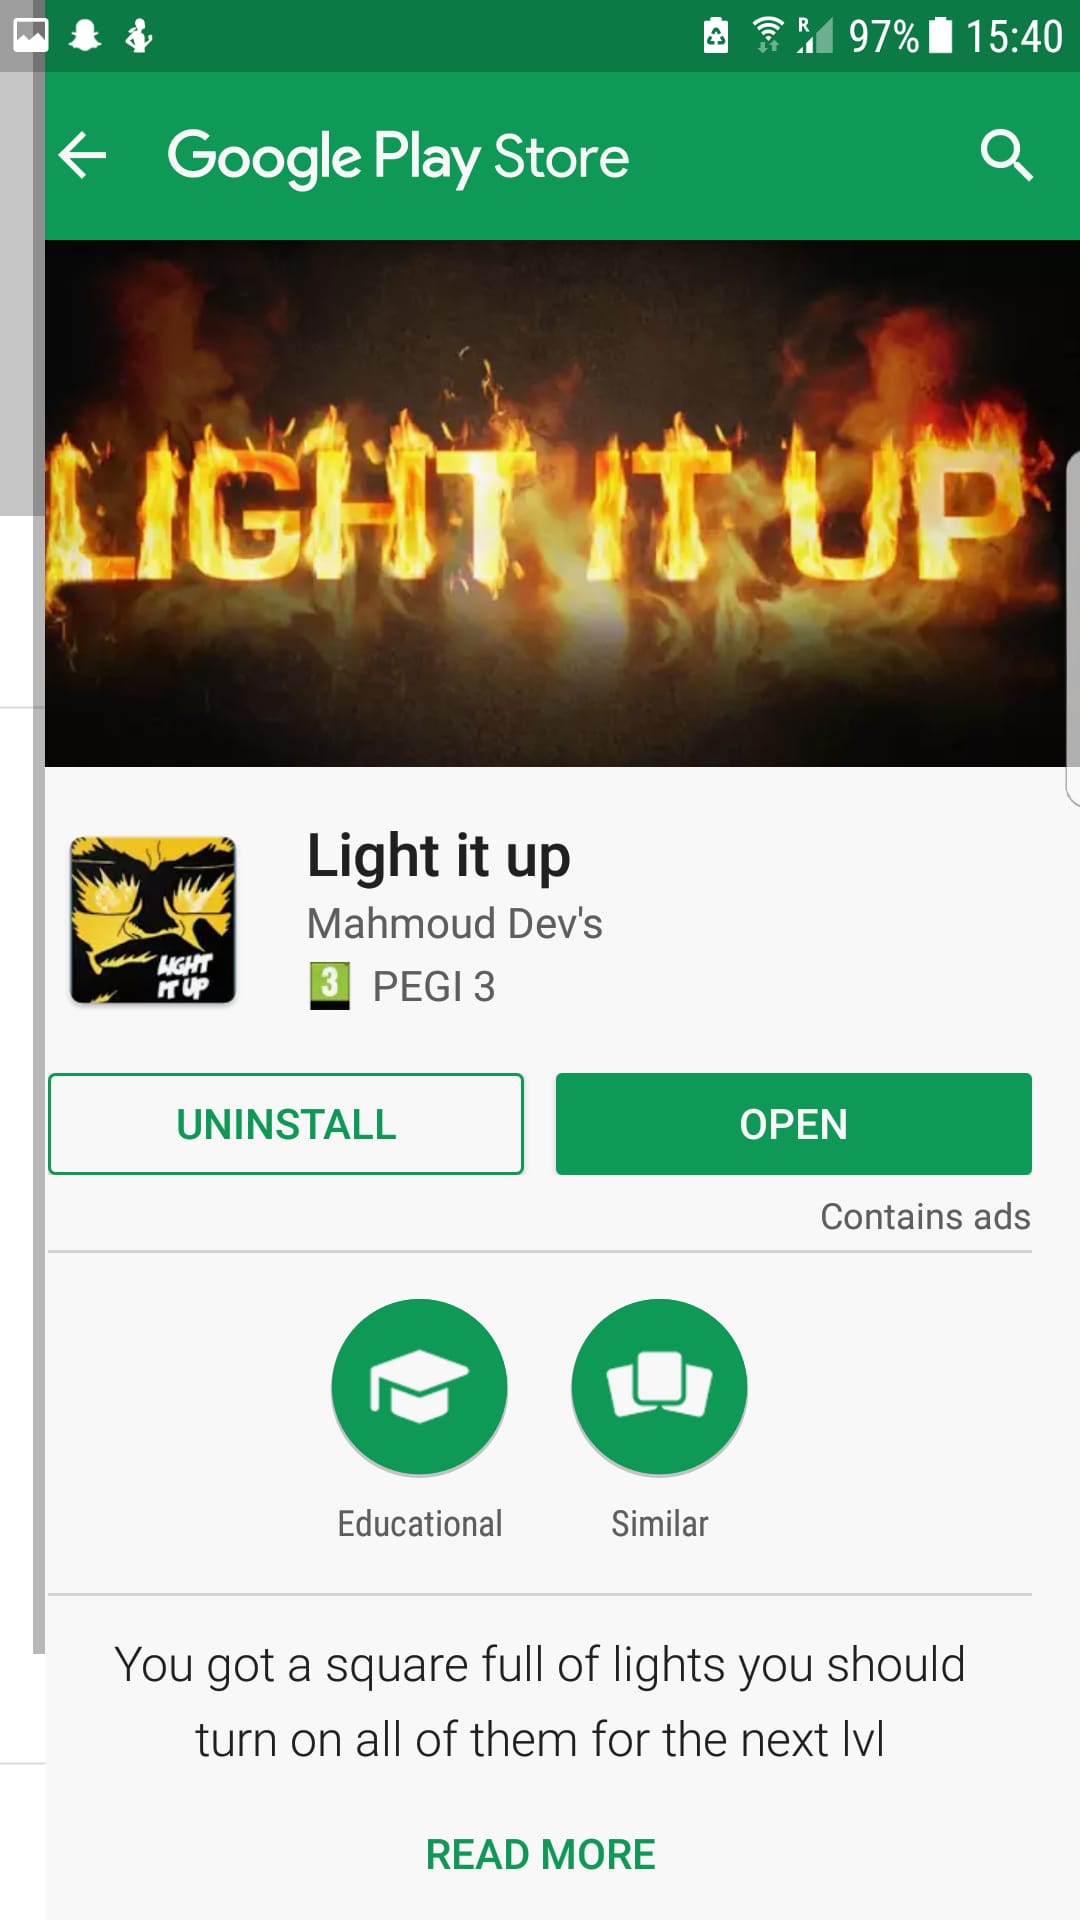 R 97% 15:40
Google Play Store
LIGHT IT UP
Light it up
Mahmoud Dev's
LIGHT
IT UP
3 PEGI 3
UNINSTALL OPEN
Contains ads
Educational Similar
You got a square full of lights you should
turn on all of them for the next lvl
READ MORE